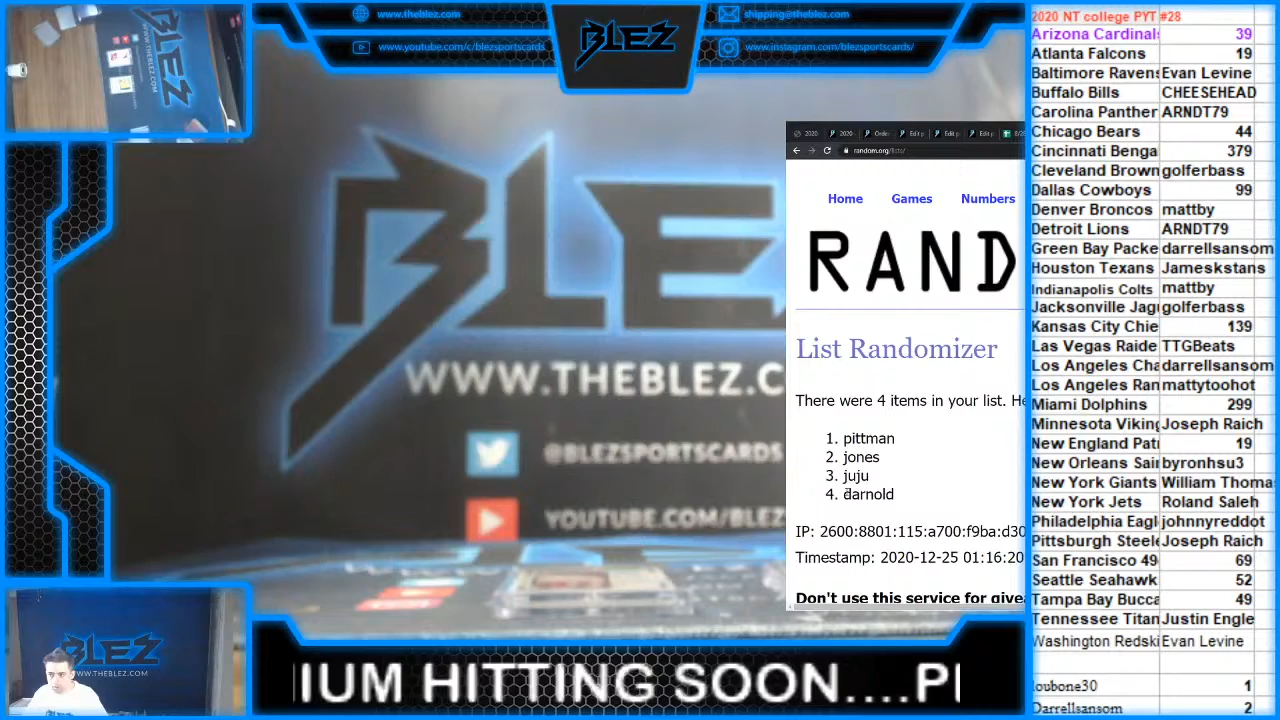 www.theblez.com
www.youtube.com/c/blezsportscards
BLEZ
shipping@theblez.com
www.instagram.com/blezsportscards/
BLEZ
WWW.THEBLEZ.COM
BLE
WWW.THEBLEZ.C
@BLEZSPORTSCARDS
YOUTUBE.COM/BLEZ
random.org/lists/
Home Games Numbers
RAND
List Randomizer
There were 4 items in your list. He
1. pittman
2. jones
3. juju
4. darnold
IP: 2600:8801:115:a700:f9ba:d30
Timestamp: 2020-12-25 01:16:20
Don't use this service for givea
2020 NT college PYT #28
Arizona Cardinals 39
Atlanta Falcons 19
Baltimore Ravens Evan Levine
Buffalo Bills CHEESEHEAD
Carolina Panther ARNDT79
Chicago Bears 44
Cincinnati Benga 379
Cleveland Brown golferbass
Dallas Cowboys 99
Denver Broncos mattby
Detroit Lions ARNDT79
Green Bay Packe darrellsansom
Houston Texans Jameskstans
Indianapolis Colts mattby
Jacksonville Jag golferbass
Kansas City Chie 139
Las Vegas Raide TTGBeats
Los Angeles Cha darrellsansom
Los Angeles Ran mattytoohot
Miami Dolphins 299
Minnesota Viking Joseph Raich
New England Patr 19
New Orleans Sain byronhsu3
New York Giants William Thomas
New York Jets Roland Saleh
Philadelphia Eagl johnnyreddot
Pittsburgh Steele Joseph Raich
San Francisco 49 69
Seattle Seahawk 52
Tampa Bay Bucca 49
Tennessee Titan Justin Engle
Washington Redski Evan Levine
loubone30 1
Darrellsansom 2
BLEZ
WWW.THEBLEZ.COM
IUM HITTING SOON....P